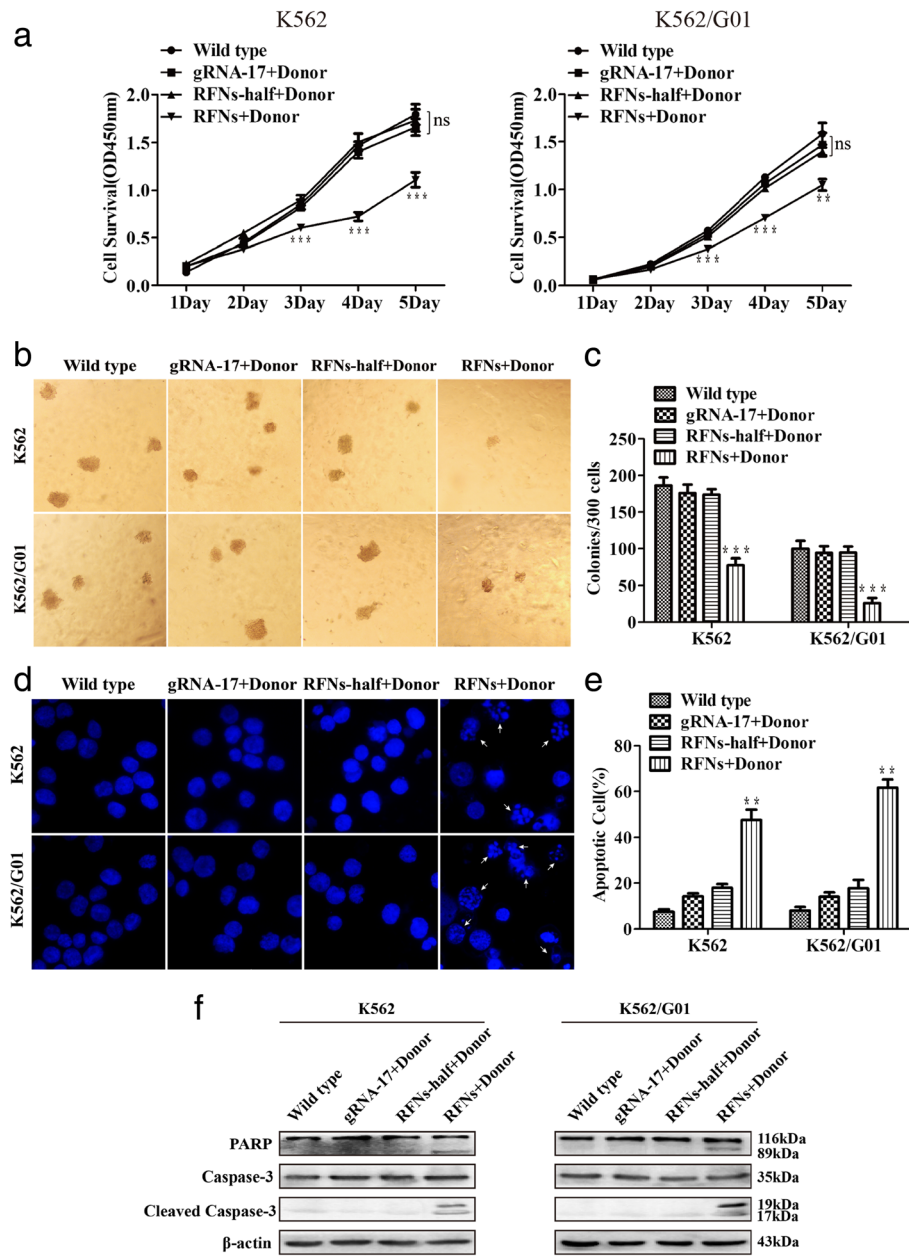 a
K562
Wild type
gRNA-17+Donor
RFNs-half+Donor
RFNs+Donor
Cell Survival(OD450nm)
2.0
1.5
1.0
0.5
0.0
ns
***
***
***
1Day 2Day 3Day 4Day 5Day
K562/G01
Wild type
gRNA-17+Donor
RFNs-half+Donor
RFNs+Donor
Cell Survival(OD450nm)
2.0
1.5
1.0
0.5
0.0
ns
***
***
**
1Day 2Day 3Day 4Day 5Day
b
Wild type gRNA-17+Donor RFNs-half+Donor RFNs+Donor
K562
K562/G01
c
Wild type
gRNA-17+Donor
RFNs-half+Donor
RFNs+Donor
Colonies/300 cells
250
200
150
100
50
0
***
***
K562 K562/G01
d
Wild type gRNA-17+Donor RFNs-half+Donor RFNs+Donor
K562
K562/G01
e
Wild type
gRNA-17+Donor
RFNs-half+Donor
RFNs+Donor
Apoptotic Cell(%)
80
60
40
20
0
**
**
K562 K562/G01
f
K562 K562/G01
Wild type gRNA-17+Donor RFNs-half+Donor RFNs+Donor
Wild type gRNA-17+Donor RFNs-half+Donor RFNs+Donor
PARP 116kDa
89kDa
Caspase-3 35kDa
Cleaved Caspase-3 19kDa
17kDa
β-actin 43kDa